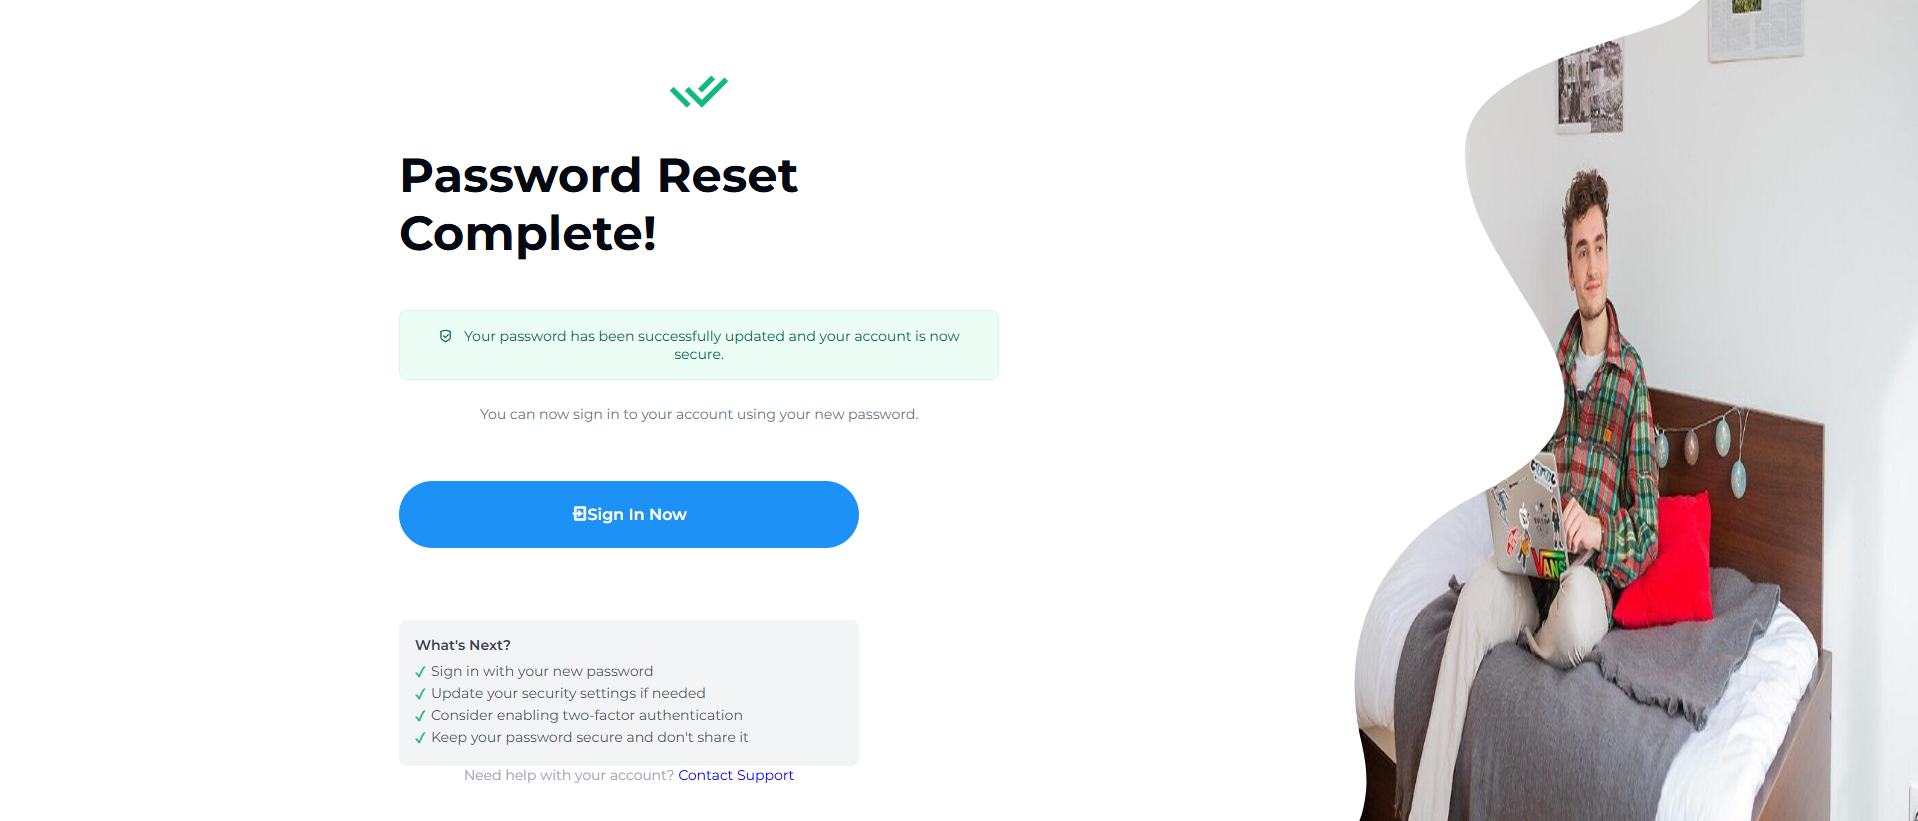 Password Reset
Complete!
Your password has been successfully updated and your account is now
secure.
You can now sign in to your account using your new password.
Sign In Now
What's Next?
✓ Sign in with your new password
✓ Update your security settings if needed
✓ Consider enabling two-factor authentication
✓ Keep your password secure and don't share it
Need help with your account? Contact Support
VANS